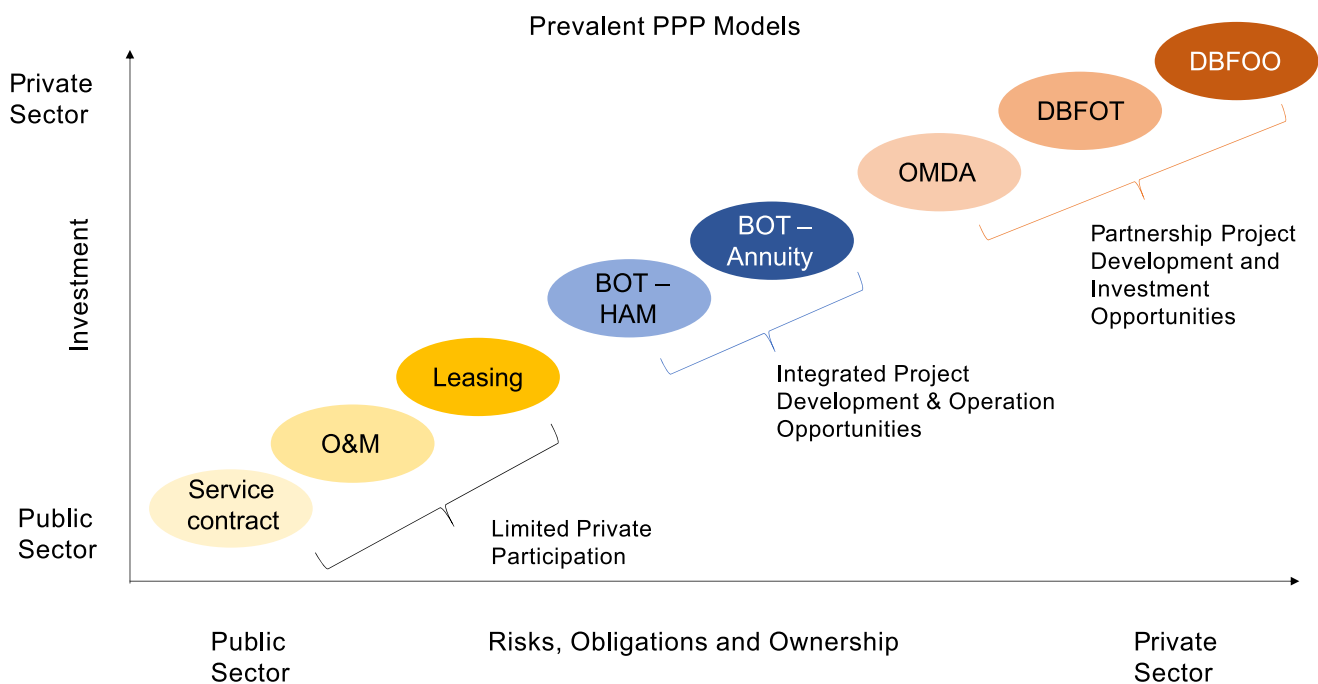 Prevalent PPP Models
Private
Sector
DBFOO
DBFOT
OMDA
BOT –
Annuity
BOT –
HAM
Leasing
O&M
Service
contract
Investment
Public
Sector
Partnership Project
Development and
Investment
Opportunities
Integrated Project
Development & Operation
Opportunities
Limited Private
Participation
Public
Sector
Risks, Obligations and Ownership
Private
Sector